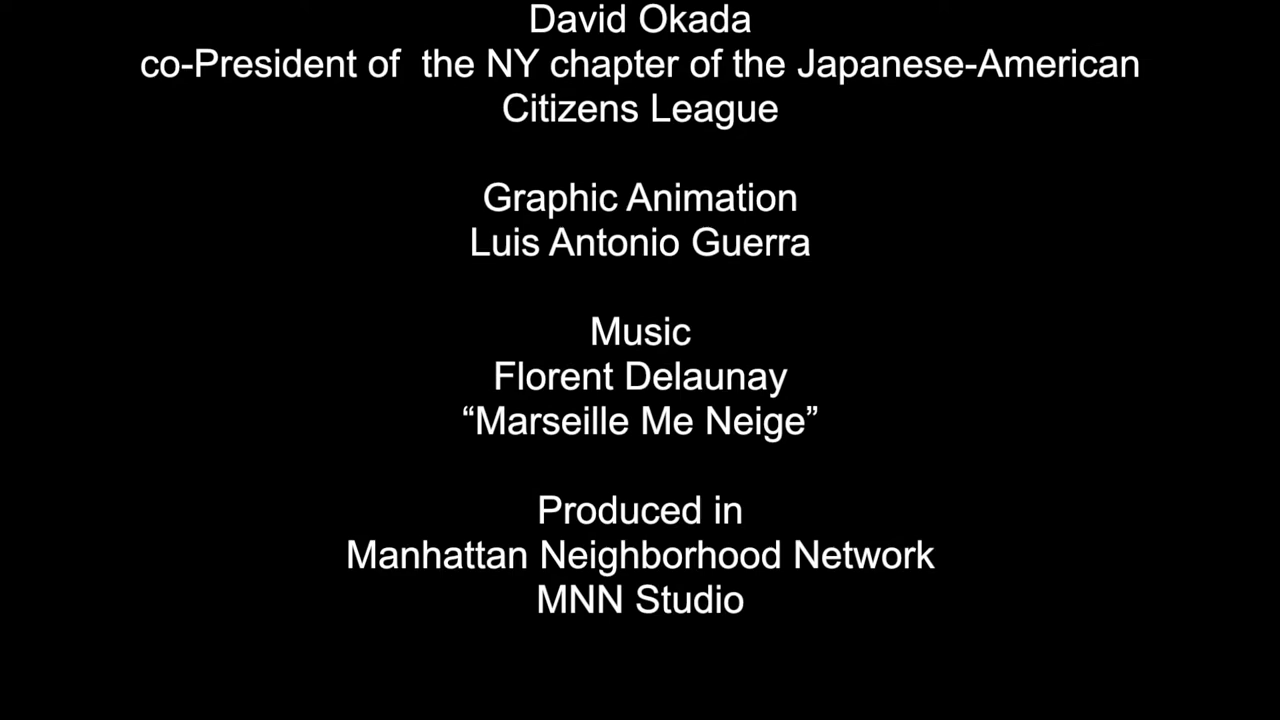 David Okada
co-President of  the NY chapter of the Japanese-American
Citizens League
Graphic Animation
Luis Antonio Guerra
Music
Florent Delaunay
“Marseille Me Neige”
Produced in
Manhattan Neighborhood Network
MNN Studio